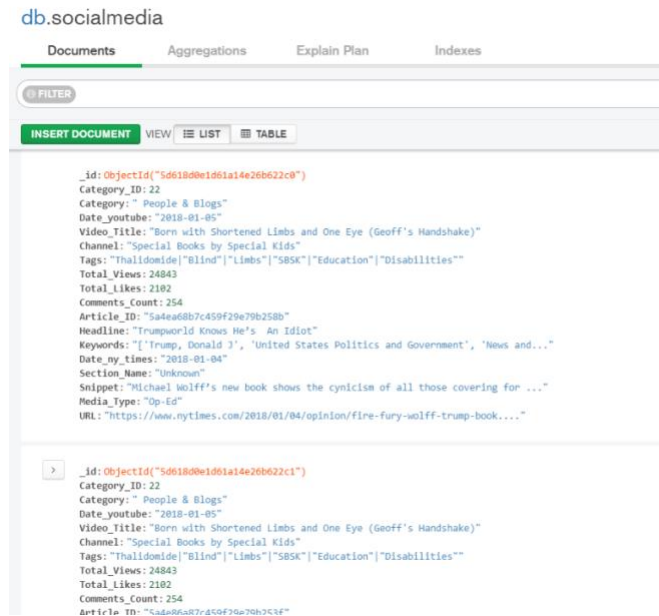 db.socialmedia
Documents Aggregations Explain Plan Indexes
FILTER
INSERT DOCUMENT VIEW LIST TABLE
_id: ObjectId("5d618d0e1d61a14e26b622c0")
Category_ID: 22
Category: " People & Blogs"
Date_youtube: "2018-01-05"
Video_Title: "Born with Shortened Limbs and One Eye (Geoff's Handshake)"
Channel: "Special Books by Special Kids"
Tags: "Thalidomide|"Blind"|"Limbs"|"SBSK"|"Education"|"Disabilities""
Total_Views: 24843
Total_Likes: 2102
Comments_Count: 254
Article_ID: "5a4ea68b7c459f29e79b258b"
Headline: "Trumpworld Knows He's  An Idiot"
Keywords: "['Trump, Donald J', 'United States Politics and Government', 'News and..."
Date_ny_times: "2018-01-04"
Section_Name: "Unknown"
Snippet: "Michael Wolff's new book shows the cynicism of all those covering for ..."
Media_Type: "Op-Ed"
URL: "https://www.nytimes.com/2018/01/04/opinion/fire-fury-wolff-trump-book...."
_id: ObjectId("5d618d0e1d61a14e26b622c1")
Category_ID: 22
Category: " People & Blogs"
Date_youtube: "2018-01-05"
Video_Title: "Born with Shortened Limbs and One Eye (Geoff's Handshake)"
Channel: "Special Books by Special Kids"
Tags: "Thalidomide|"Blind"|"Limbs"|"SBSK"|"Education"|"Disabilities""
Total_Views: 24843
Total_Likes: 2102
Comments_Count: 254
Article_ID: "5a4e86a87c459f29e79b253f"